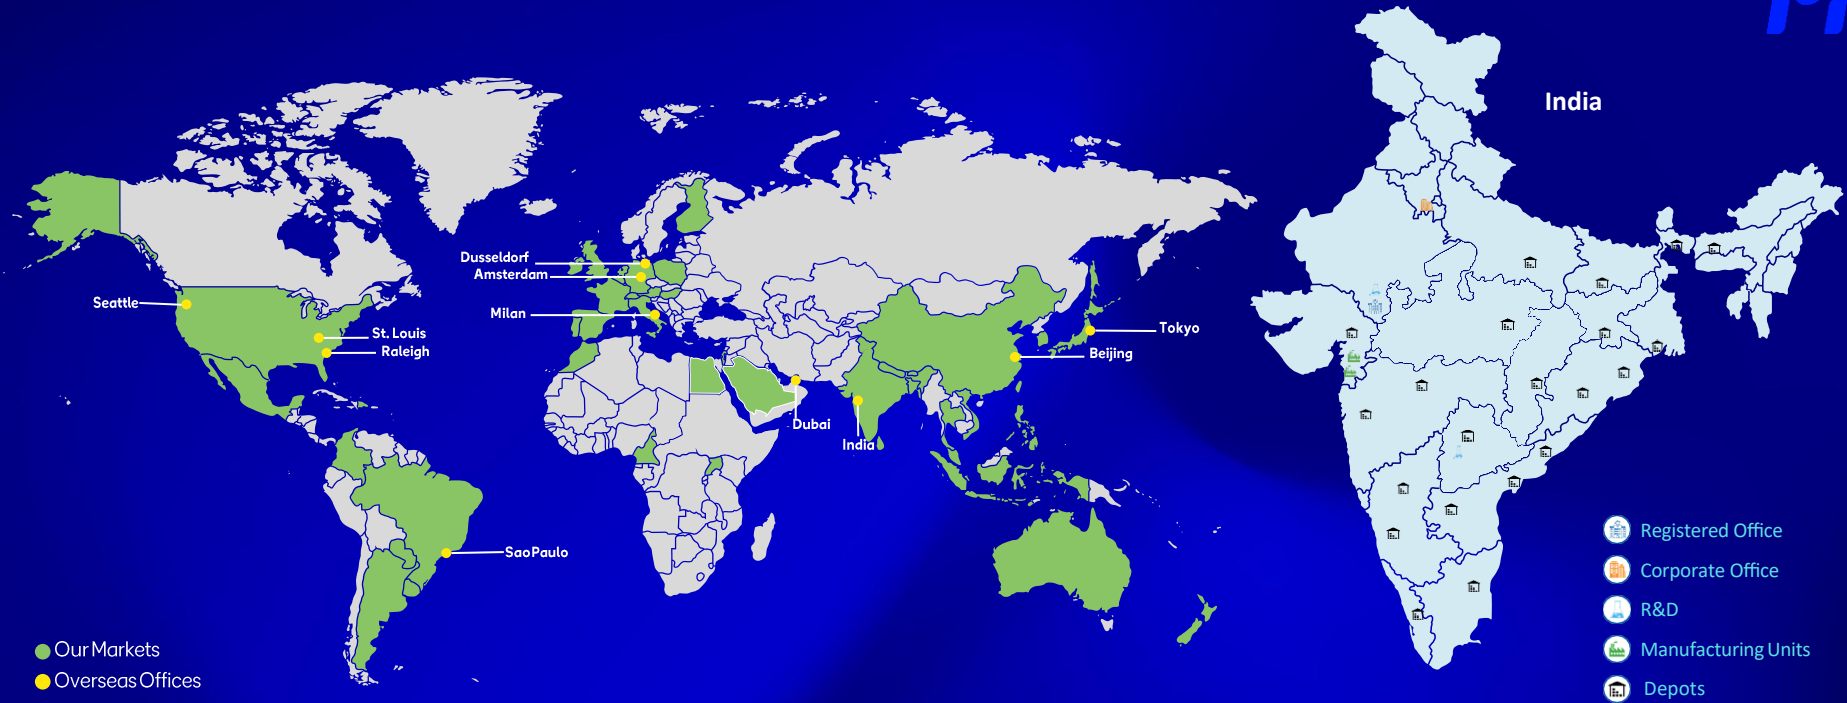 India
Dusseldorf
Amsterdam
Seattle
Milan
St. Louis
Raleigh
Tokyo
Beijing
Dubai
India
SaoPaulo
Our Markets
Overseas Offices
Registered Office
Corporate Office
R&D
Manufacturing Units
Depots